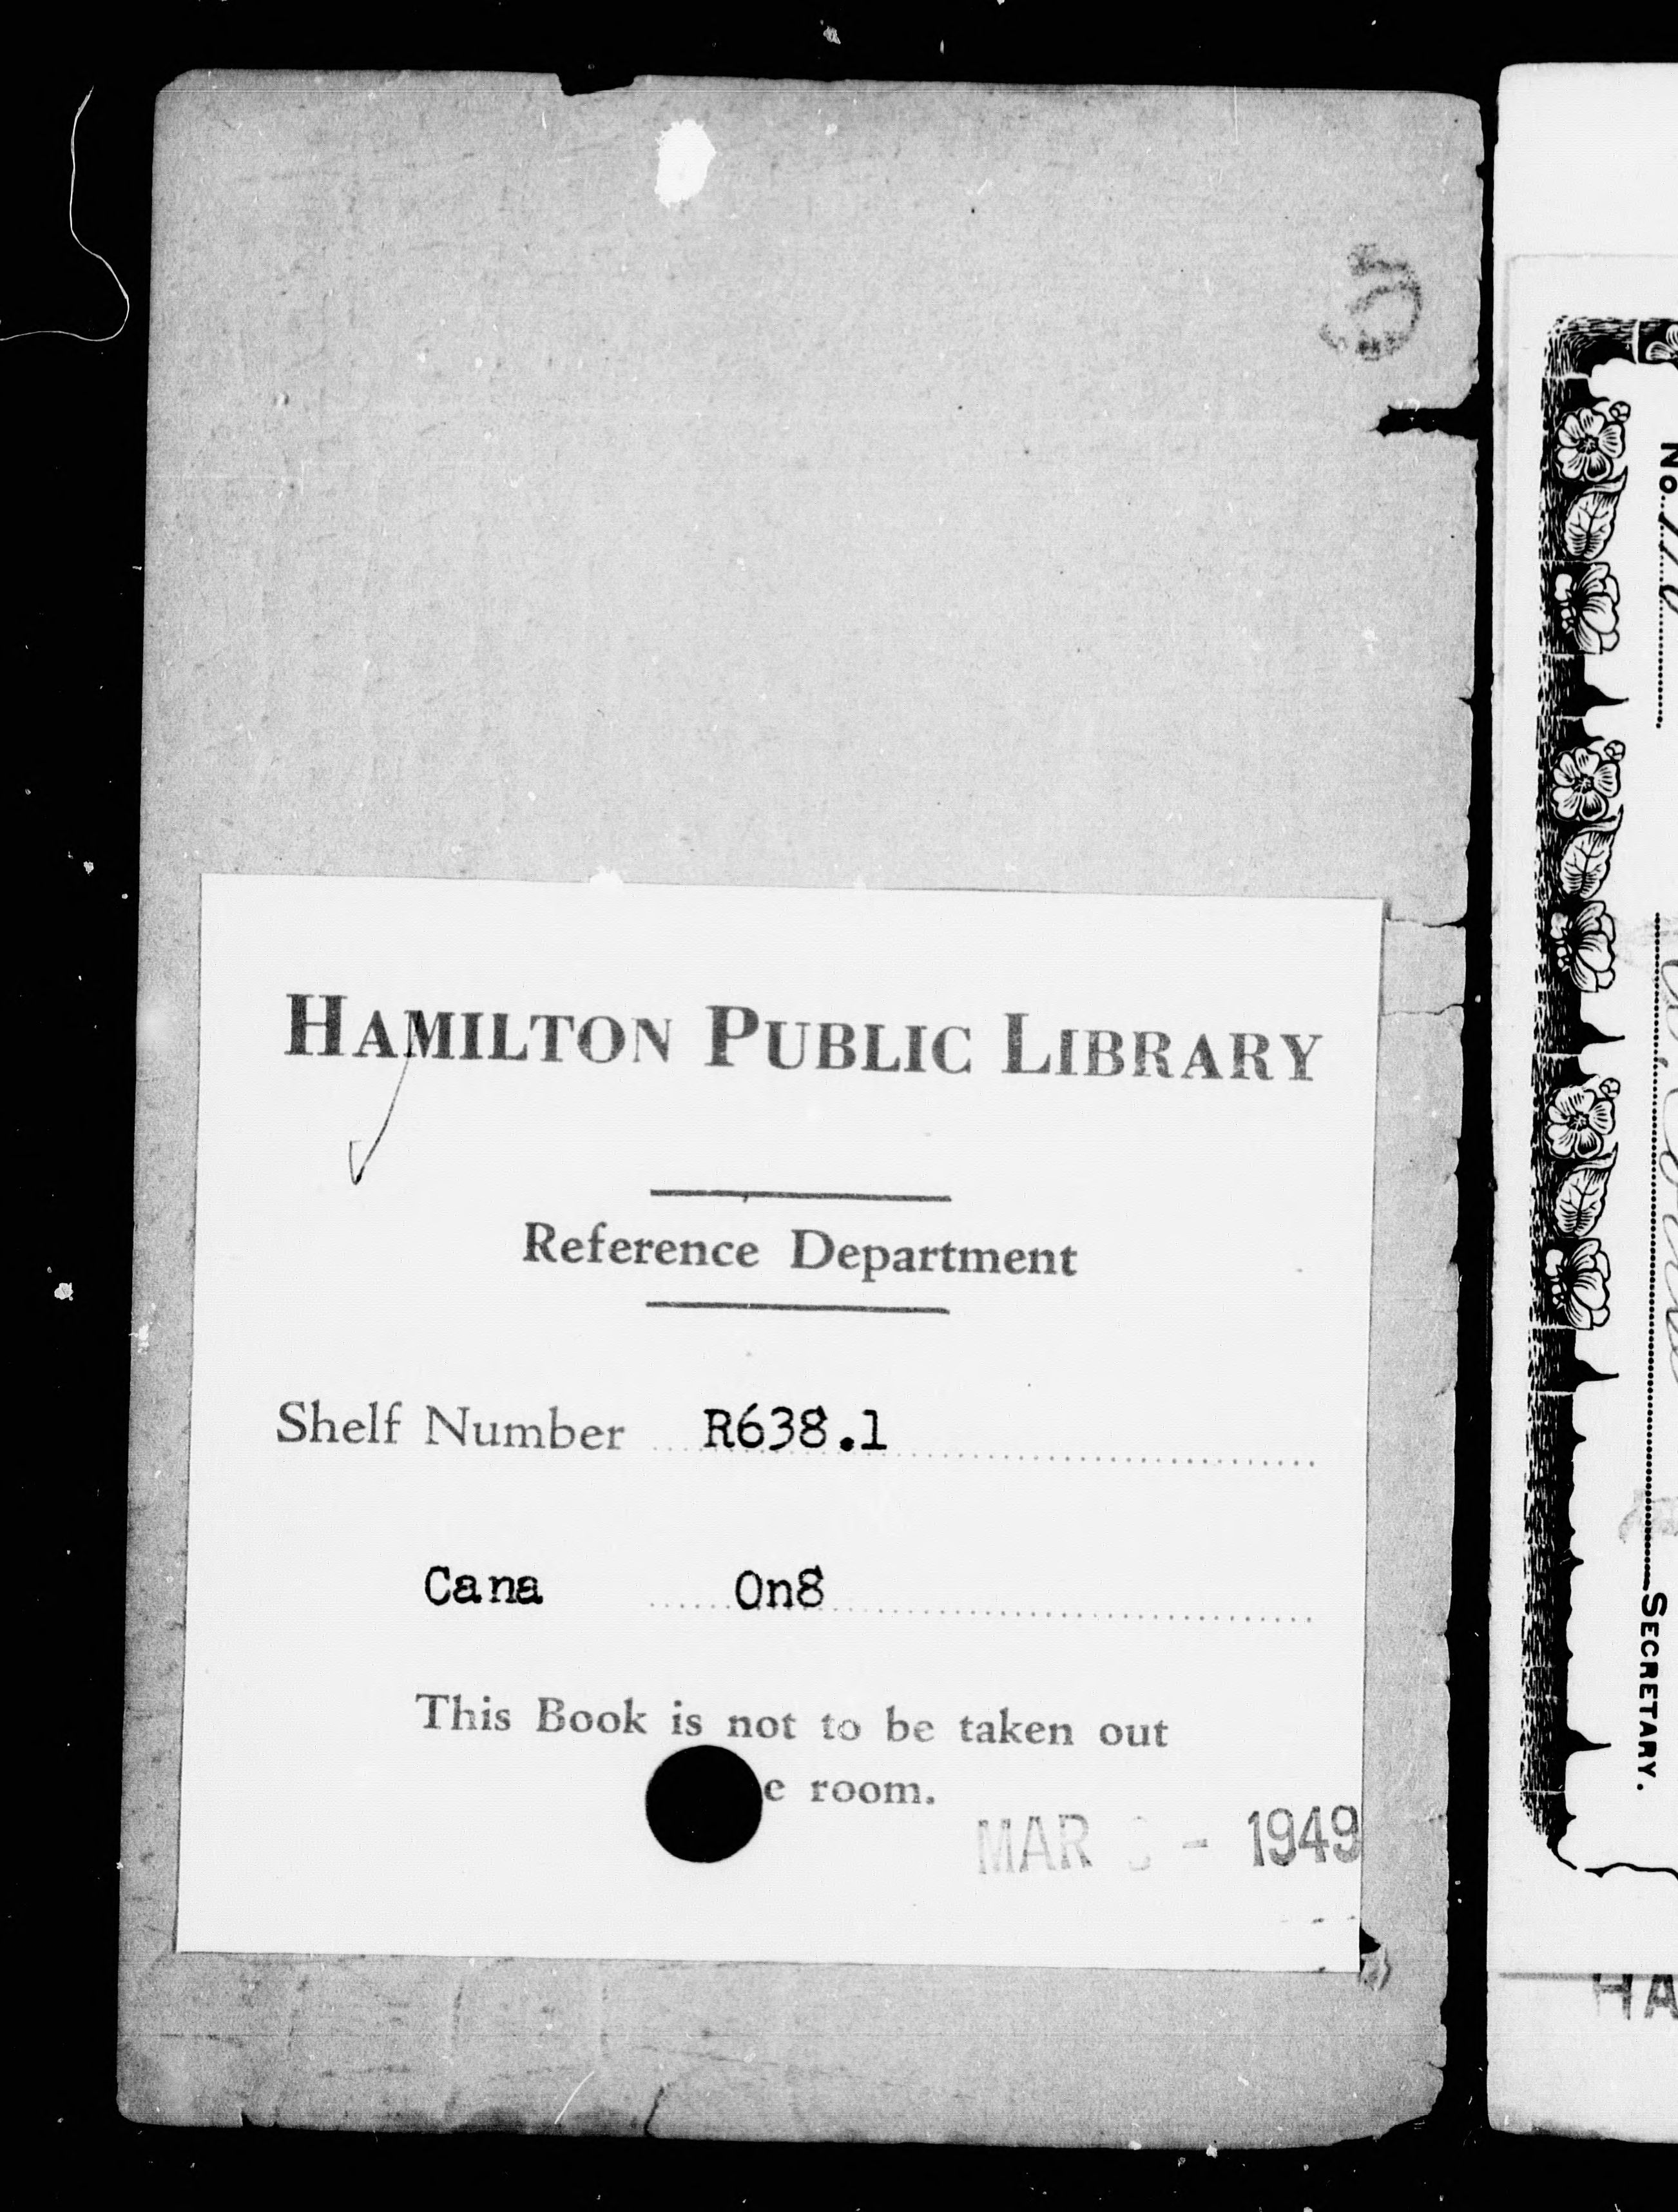 HAMILTON PUBLIC LIBRARY
Reference Department
Shelf Number R638.1
Cana On8
This Book is not to be taken out
e room.
MAR - 1949
No.
SECRETARY.
HA